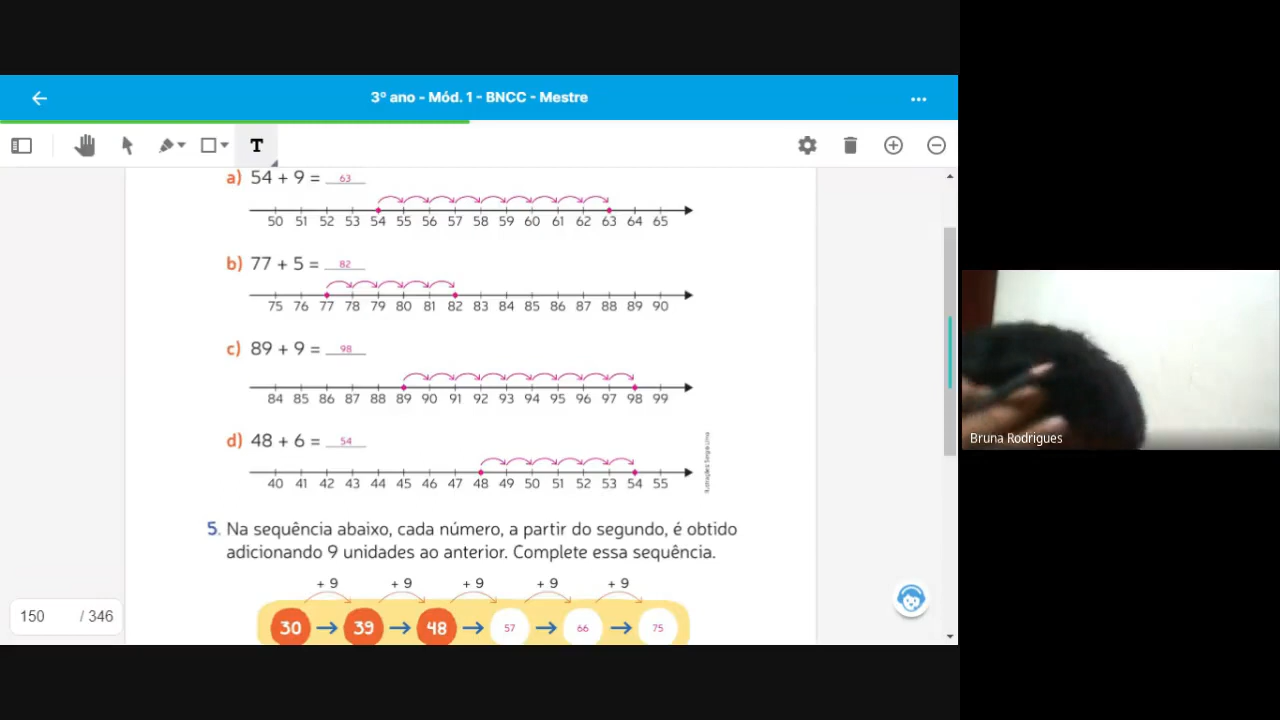 3º ano - Mód. 1 - BNCC - Mestre
T
a) 54 + 9 = 63
50 51 52 53 54 55 56 57 58 59 60 61 62 63 64 65
b) 77 + 5 = 82
75 76 77 78 79 80 81 82 83 84 85 86 87 88 89 90
c) 89 + 9 = 98
84 85 86 87 88 89 90 91 92 93 94 95 96 97 98 99
d) 48 + 6 = 54
40 41 42 43 44 45 46 47 48 49 50 51 52 53 54 55
5. Na sequência abaixo, cada número, a partir do segundo, é obtido
adicionando 9 unidades ao anterior. Complete essa sequência.
+ 9 + 9 + 9 + 9 + 9
30 39 48 57 66 75
150 / 346
Bruna Rodrigues